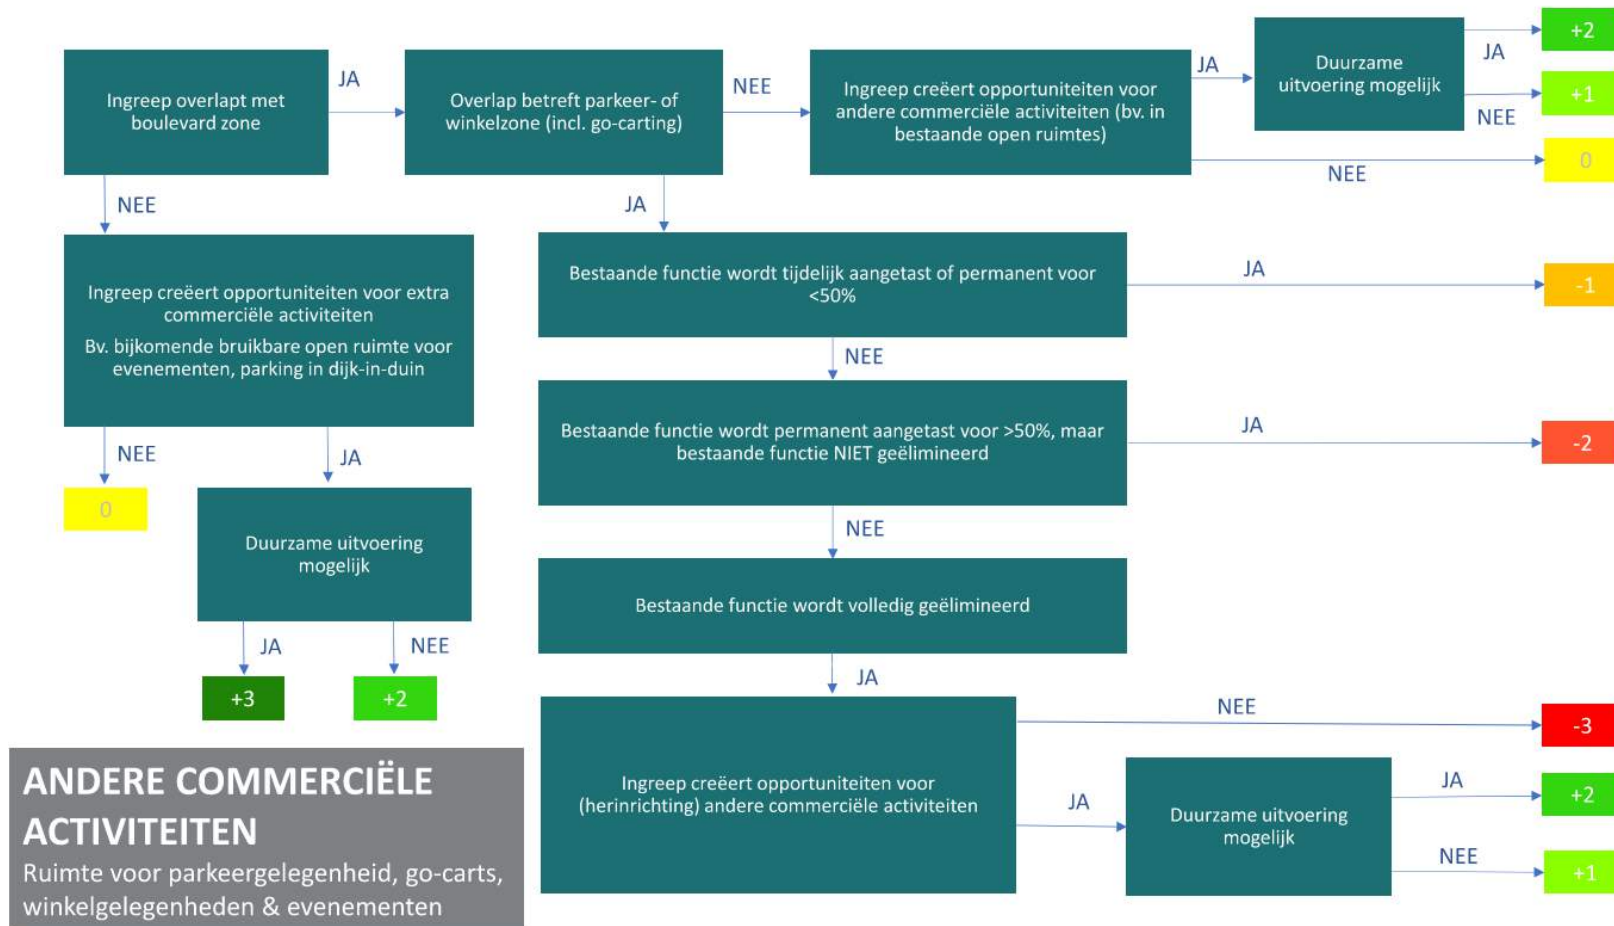 Ingreep overlapt met
boulevard zone
JA
Overlap betreft parkeer- of
winkelzone (incl. go-carting)
NEE
Ingreep creëert opportuniteiten voor
andere commerciële activiteiten (bv. in
bestaande open ruimtes)
JA
Duurzame
uitvoering mogelijk
JA
+2
NEE
+1
NEE
0
NEE
JA
Ingreep creëert opportuniteiten voor extra
commerciële activiteiten
Bv. bijkomende bruikbare open ruimte voor
evenementen, parking in dijk-in-duin
NEE
0
JA
Duurzame uitvoering
mogelijk
JA
+3
NEE
+2
Bestaande functie wordt tijdelijk aangetast of permanent voor
<50%
JA
-1
NEE
Bestaande functie wordt permanent aangetast voor >50%, maar
bestaande functie NIET geëlimineerd
JA
-2
NEE
Bestaande functie wordt volledig geëlimineerd
JA
Ingreep creëert opportuniteiten voor
(herinrichting) andere commerciële activiteiten
NEE
-3
JA
Duurzame uitvoering
mogelijk
JA
+2
NEE
+1
ANDERE COMMERCIËLE
ACTIVITEITEN
Ruimte voor parkeergelegenheid, go-carts,
winkelgelegenheden & evenementen